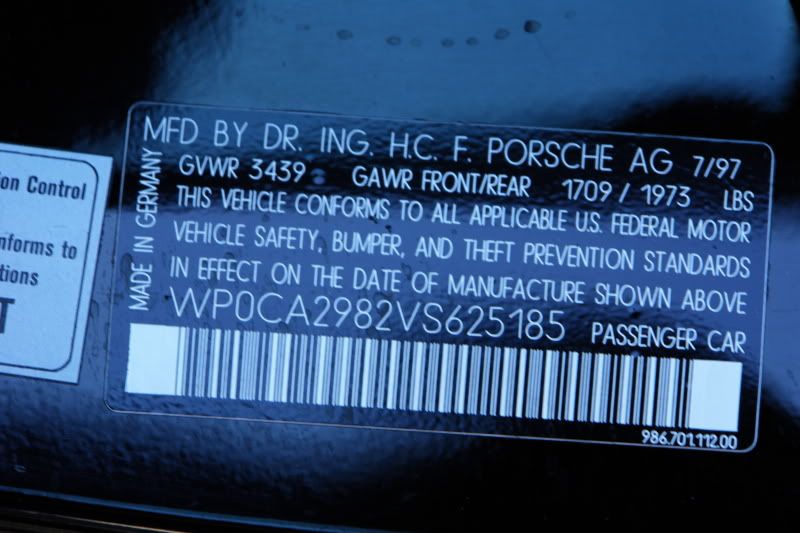 ion Control
nforms to
tions
T
MFD BY DR. ING. H.C. F. PORSCHE AG 7/97
GVWR 3439 GAWR FRONT/REAR 1709 / 1973 LBS
THIS VEHICLE CONFORMS TO ALL APPLICABLE U.S. FEDERAL MOTOR
VEHICLE SAFETY, BUMPER, AND THEFT PREVENTION STANDARDS
IN EFFECT ON THE DATE OF MANUFACTURE SHOWN ABOVE
WP0CA2982VS625185 PASSENGER CAR
MADE IN GERMANY
986.701.112.00